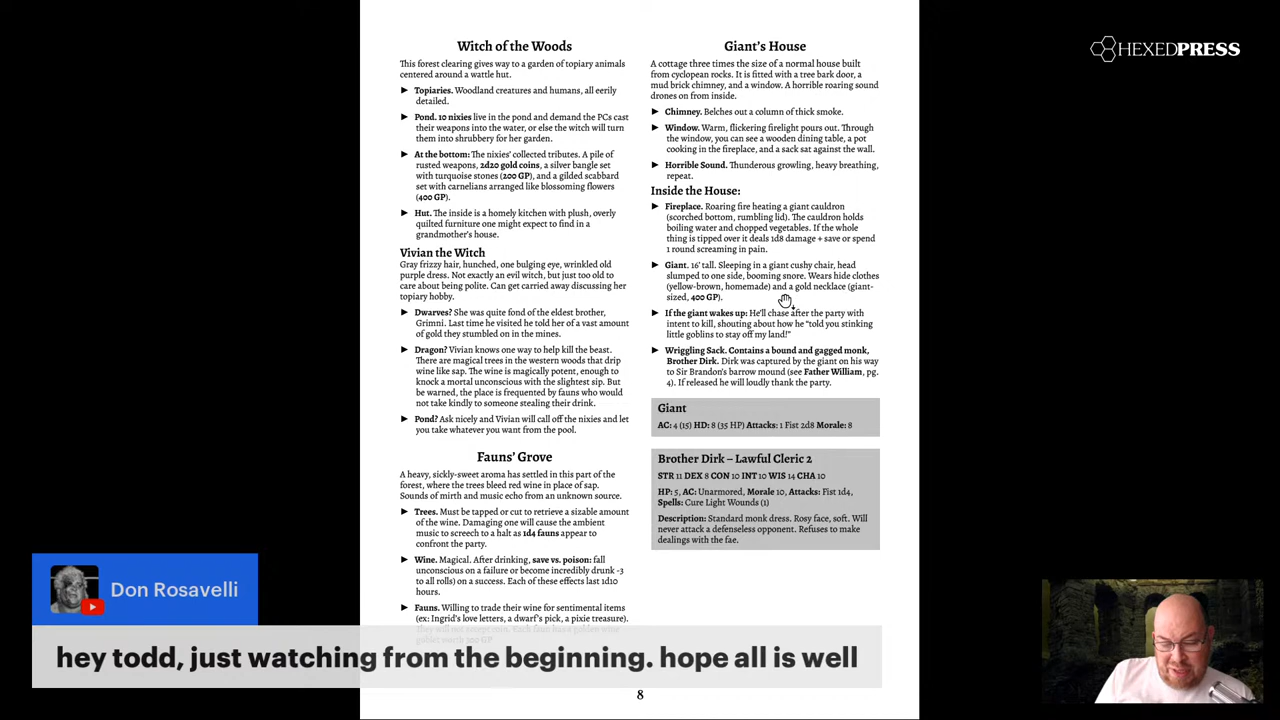 Witch of the Woods
This forest clearing gives way to a garden of topiary animals
centered around a wattle hut.
► Topiaries. Woodland creatures and humans, all eerily
detailed.
► Pond. 10 nixies live in the pond and demand the PCs cast
their weapons into the water, or else the witch will turn
them into shrubbery for her garden.
► At the bottom: The nixies' collected tributes. A pile of
rusted weapons, 2d20 gold coins, a silver bangle set
with turquoise stones (200 GP), and a gilded scabbard
set with carnelians arranged like blossoming flowers
(400 GP).
► Hut. The inside is a homely kitchen with plush, overly
quilted furniture one might expect to find in a
grandmother's house.
Vivian the Witch
Gray frizzy hair, hunched, one bulging eye, wrinkled old
purple dress. Not exactly an evil witch, but just too old to
care about being polite. Can get carried away discussing her
topiary hobby.
► Dwarves? She was quite fond of the eldest brother,
Grimni. Last time he visited he told her of a vast amount
of gold they stumbled on in the mines.
► Dragon? Vivian knows one way to help kill the beast.
There are magical trees in the western woods that drip
wine like sap. The wine is magically potent, enough to
knock a mortal unconscious with the slightest sip. But
be warned, the place is frequented by fauns who would
not take kindly to someone stealing their drink.
► Pond? Ask nicely and Vivian will call off the nixies and let
you take whatever you want from the pool.
Fauns' Grove
A heavy, sickly-sweet aroma has settled in this part of the
forest, where the trees bleed red wine in place of sap.
Sounds of mirth and music echo from an unknown source.
► Trees. Must be tapped or cut to retrieve a sizable amount
of the wine. Damaging one will cause the ambient
music to screech to a halt as 1d4 fauns appear to
confront the party.
► Wine. Magical. After drinking, save vs. poison: fall
unconscious on a failure or become incredibly drunk -3
to all rolls) on a success. Each of these effects last 1d10
hours.
► Fauns. Willing to trade their wine for sentimental items
(ex: Ingrid's love letters, a dwarf's pick, a pixie treasure).
They will not accept coin. Each faun has a golden wine
goblet worth 300 GP
Giant's House
A cottage three times the size of a normal house built
from cyclopean rocks. It is fitted with a tree bark door, a
mud brick chimney, and a window. A horrible roaring sound
drones on from inside.
► Chimney. Belches out a column of thick smoke.
► Window. Warm, flickering firelight pours out. Through
the window, you can see a wooden dining table, a pot
cooking in the fireplace, and a sack sat against the wall.
► Horrible Sound. Thunderous growling, heavy breathing,
repeat.
Inside the House:
► Fireplace. Roaring fire heating a giant cauldron
(scorched bottom, rumbling lid). The cauldron holds
boiling water and chopped vegetables. If the whole
thing is tipped over it deals 1d8 damage + save or spend
1 round screaming in pain.
► Giant. 16' tall. Sleeping in a giant cushy chair, head
slumped to one side, booming snore. Wears hide clothes
(yellow-brown, homemade) and a gold necklace (giant-
sized, 400 GP).
► If the giant wakes up: He'll chase after the party with
intent to kill, shouting about how he "told you stinking
little goblins to stay off my land!"
► Wriggling Sack. Contains a bound and gagged monk,
Brother Dirk. Dirk was captured by the giant on his way
to Sir Brandon's barrow mound (see Father William, pg.
4). If released he will loudly thank the party.
Giant
AC: 4 (15) HD: 8 (35 HP) Attacks: 1 Fist 2d8 Morale: 8
Brother Dirk – Lawful Cleric 2
STR 11 DEX 8 CON 10 INT 10 WIS 14 CHA 10
HP: 5, AC: Unarmored, Morale 10, Attacks: Fist 1d4,
Spells: Cure Light Wounds (1)
Description: Standard monk dress. Rosy face, soft. Will
never attack a defenseless opponent. Refuses to make
dealings with the fae.
8
HEXEDPRESS
Don Rosavelli
hey todd, just watching from the beginning. hope all is well